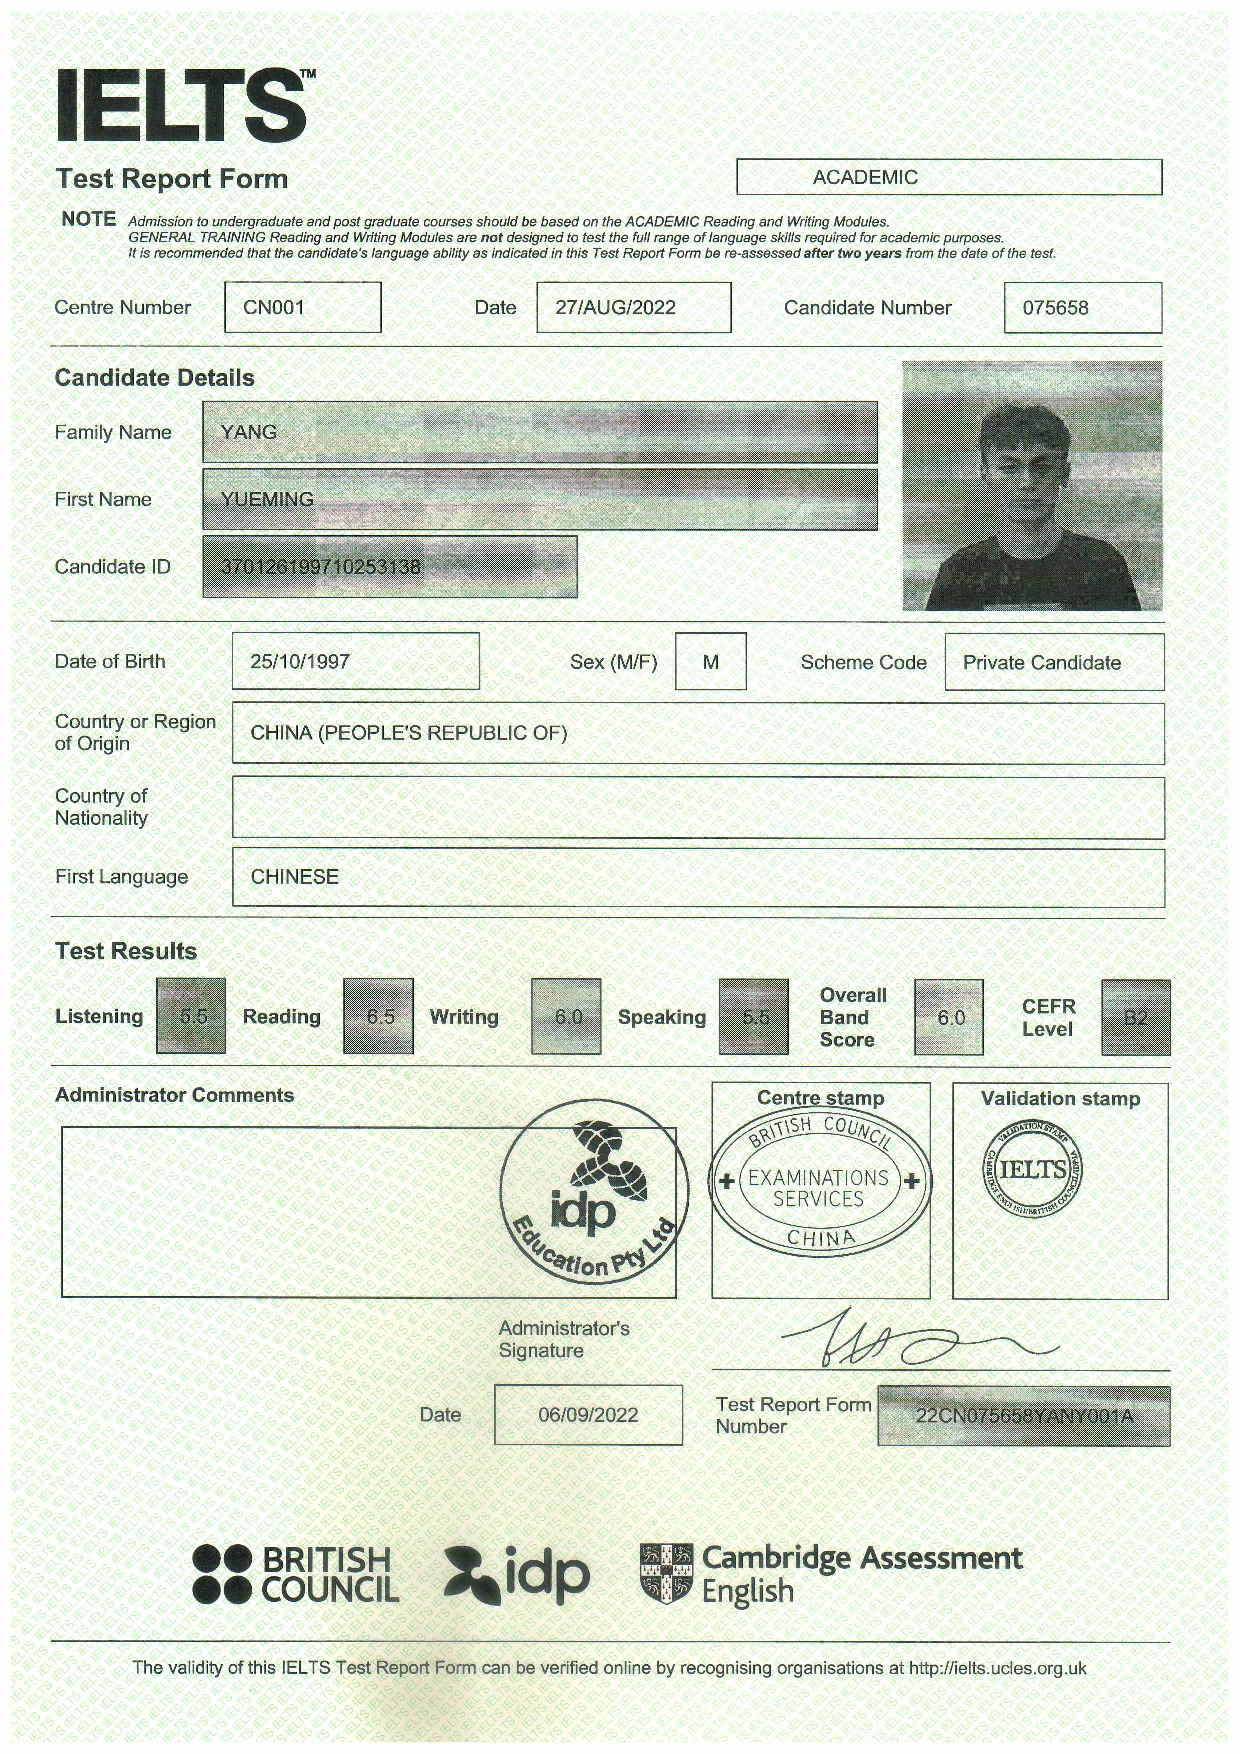 IELTS™
Test Report Form
ACADEMIC
NOTE Admission to undergraduate and post graduate courses should be based on the ACADEMIC Reading and Writing Modules.
GENERAL TRAINING Reading and Writing Modules are not designed to test the full range of language skills required for academic purposes.
It is recommended that the candidate's language ability as indicated in this Test Report Form be re-assessed after two years from the date of the test.
Centre Number CN001 Date 27/AUG/2022 Candidate Number 075658
Candidate Details
Family Name YANG
First Name YUEMING
Candidate ID 370126199710253138
Date of Birth 25/10/1997 Sex (M/F) M Scheme Code Private Candidate
Country or Region
of Origin
CHINA (PEOPLE'S REPUBLIC OF)
Country of
Nationality
First Language CHINESE
Test Results
Listening 5.5 Reading 6.5 Writing 6.0 Speaking 5.5
Overall
Band
Score
6.0
CEFR
Level
B2
Administrator Comments
idp
Education Pty Ltd
Centre stamp
BRITISH COUNCIL
EXAMINATIONS
SERVICES
CHINA
Validation stamp
VALIDATION STAMP
IELTS
Administrator's
Signature
Date 06/09/2022
Test Report Form
Number
22CN075658YANY001A
BRITISH
COUNCIL
idp
Cambridge Assessment
English
The validity of this IELTS Test Report Form can be verified online by recognising organisations at http://ielts.ucles.org.uk